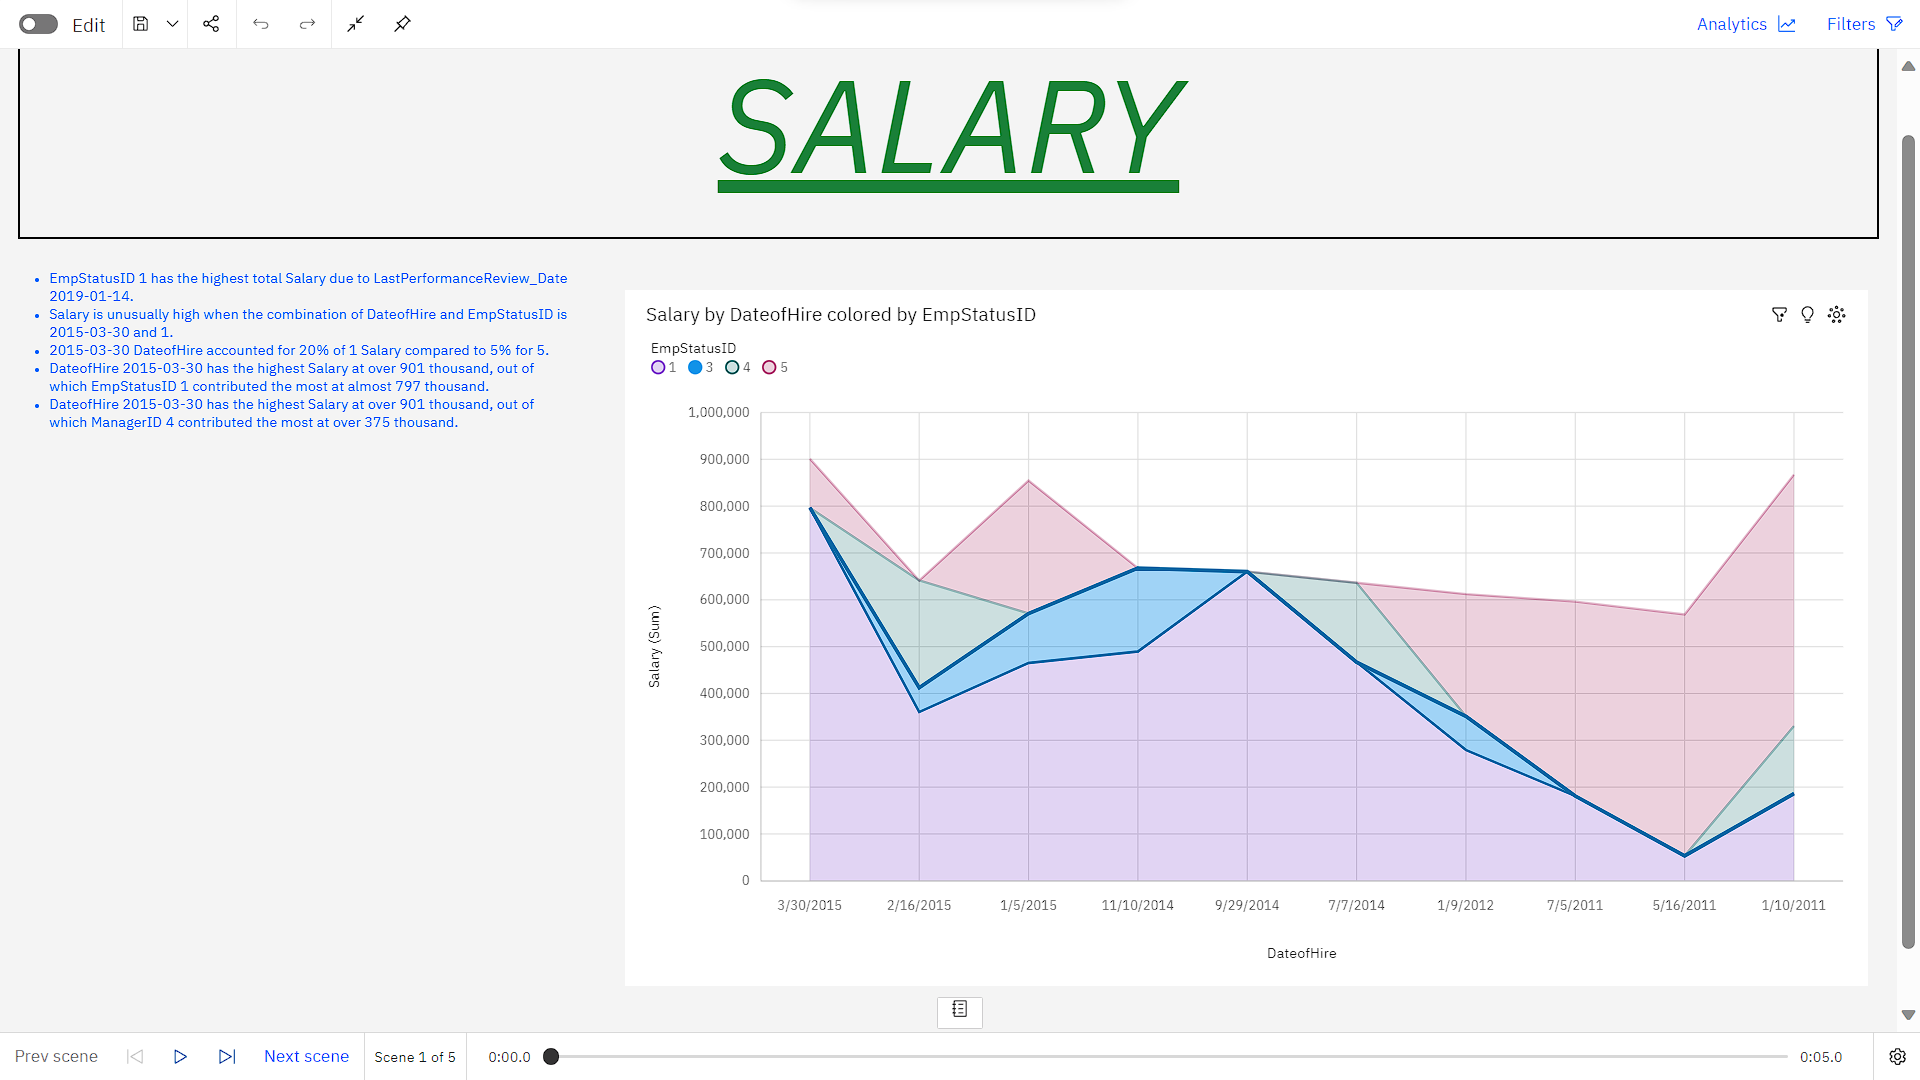 Edit
Analytics
Filters
SALARY
• EmpStatusID 1 has the highest total Salary due to LastPerformanceReview_Date
2019-01-14.
• Salary is unusually high when the combination of DateofHire and EmpStatusID is
2015-03-30 and 1.
• 2015-03-30 DateofHire accounted for 20% of 1 Salary compared to 5% for 5.
• DateofHire 2015-03-30 has the highest Salary at over 901 thousand, out of
which EmpStatusID 1 contributed the most at almost 797 thousand.
• DateofHire 2015-03-30 has the highest Salary at over 901 thousand, out of
which ManagerID 4 contributed the most at over 375 thousand.
Salary by DateofHire colored by EmpStatusID
EmpStatusID
1 3 4 5
1,000,000
900,000
800,000
700,000
600,000
500,000
400,000
300,000
200,000
100,000
0
Salary (Sum)
3/30/2015 2/16/2015 1/5/2015 11/10/2014 9/29/2014 7/7/2014 1/9/2012 7/5/2011 5/16/2011 1/10/2011
DateofHire
Prev scene
Next scene
Scene 1 of 5
0:00.0
0:05.0